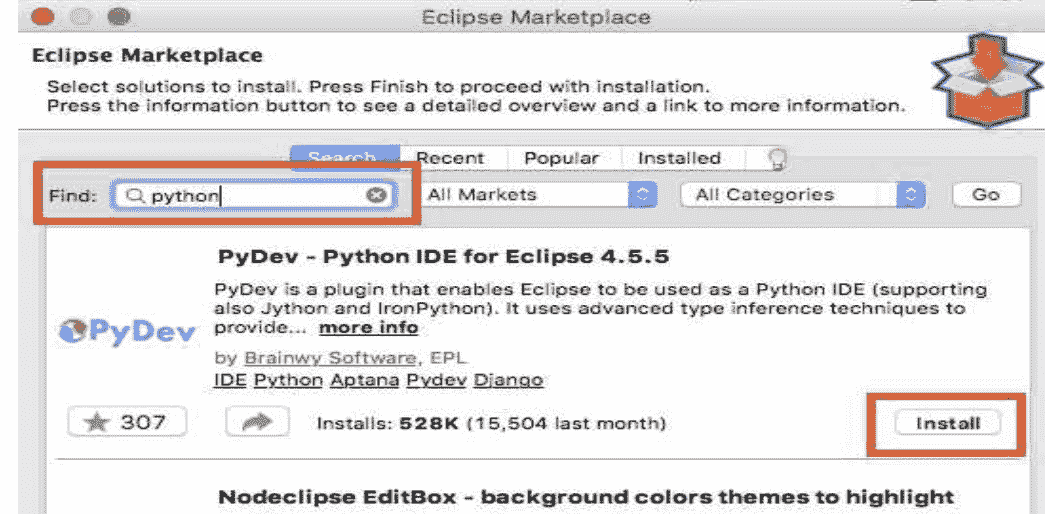 Eclipse Marketplace
Eclipse Marketplace
Select solutions to install. Press Finish to proceed with installation.
Press the information button to see a detailed overview and a link to more information.
Search Recent Popular Installed
Find: python All Markets All Categories Go
PyDev - Python IDE for Eclipse 4.5.5
PyDev is a plugin that enables Eclipse to be used as a Python IDE (supporting
also Jython and IronPython). It uses advanced type inference techniques to
provide... more info
PyDev
by Brainwy Software, EPL
IDE Python Aptana Pydev Django
307 Installs: 528K (15,504 last month) Install
Nodeclipse EditBox - background colors themes to highlight